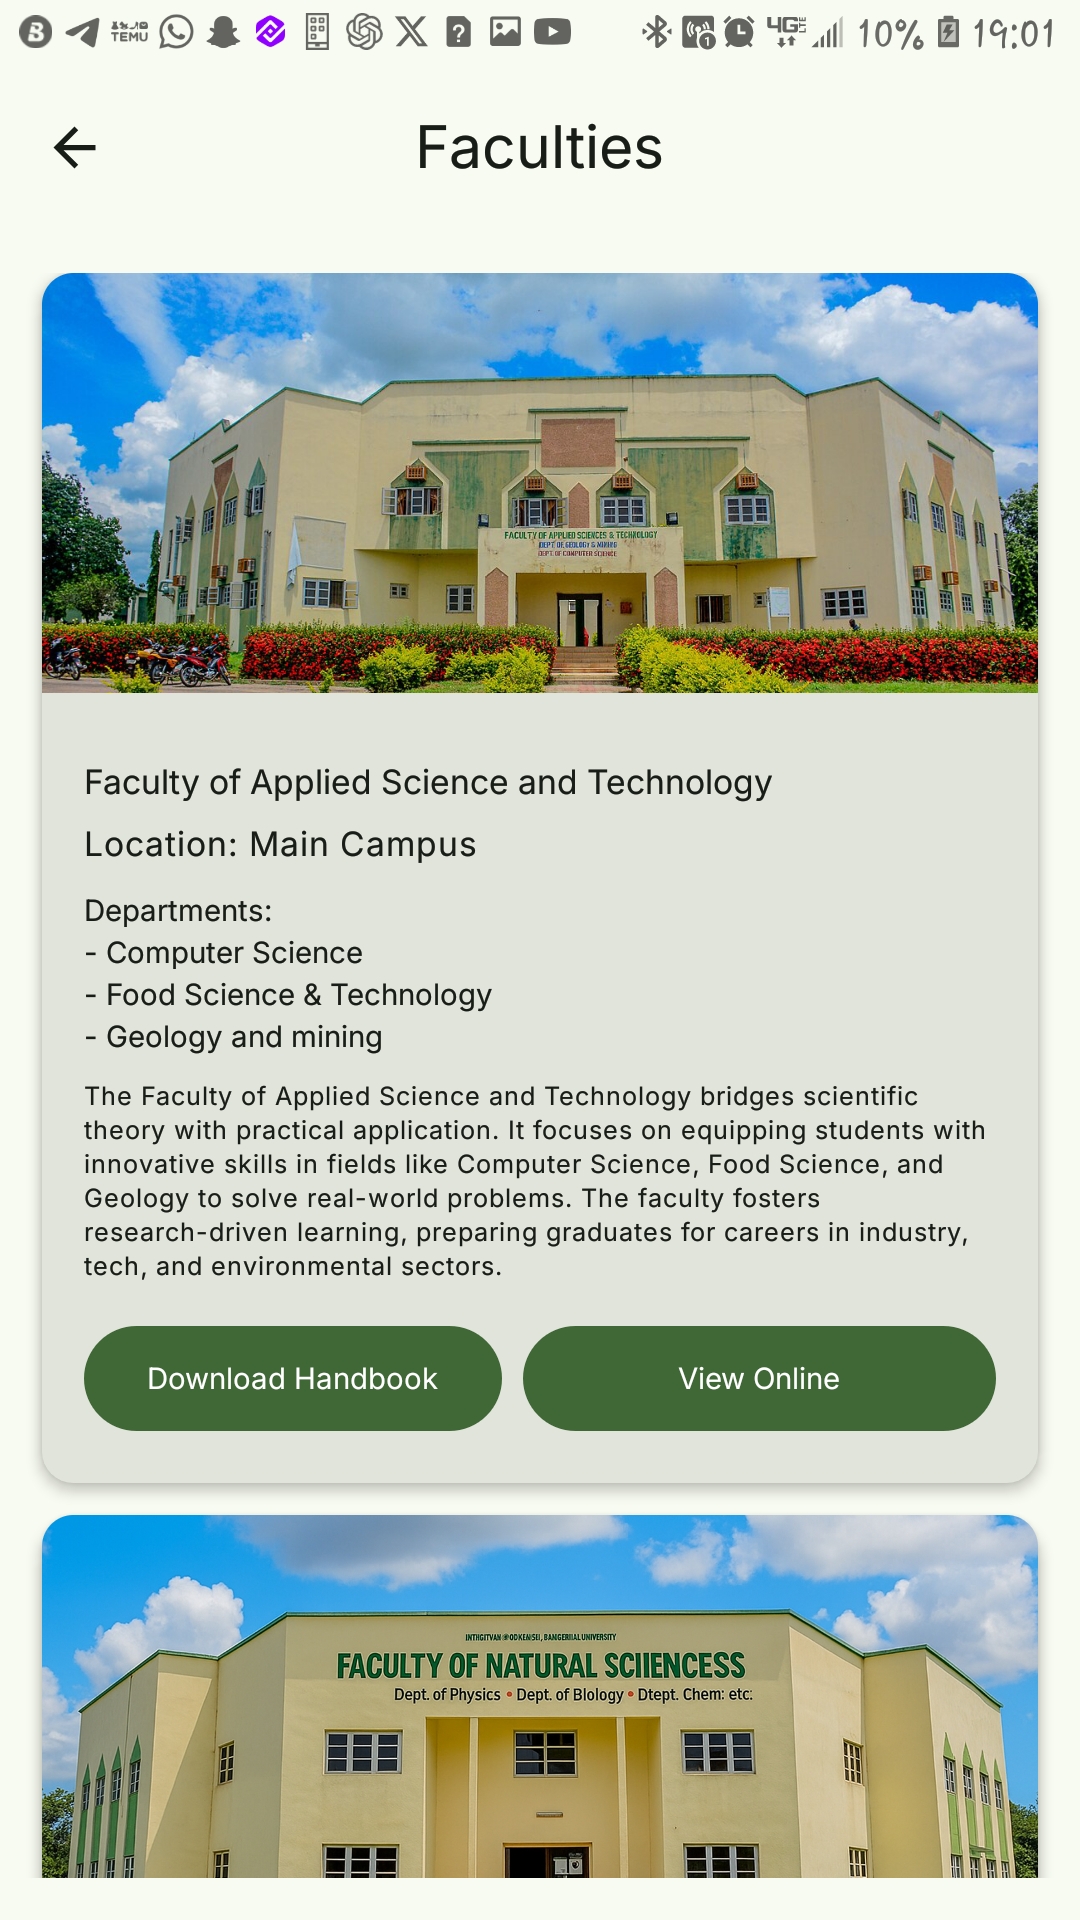 TEMU
4G LTE 10% 19:01
Faculties
FACULTY OF APPLIED SCIENCES & TECHNOLOGY
DEPT OF GEOLOGY & MINING
DEPT. OF COMPUTER SCIENCE
Faculty of Applied Science and Technology
Location: Main Campus
Departments:
- Computer Science
- Food Science & Technology
- Geology and mining
The Faculty of Applied Science and Technology bridges scientific
theory with practical application. It focuses on equipping students with
innovative skills in fields like Computer Science, Food Science, and
Geology to solve real-world problems. The faculty fosters
research-driven learning, preparing graduates for careers in industry,
tech, and environmental sectors.
Download Handbook
View Online
BANGERIIAL UNIVERSITY
FACULTY OF NATURAL SCIIENCESS
Dept. of Physics • Dept. of Blology • Dtept. Chem: etc.